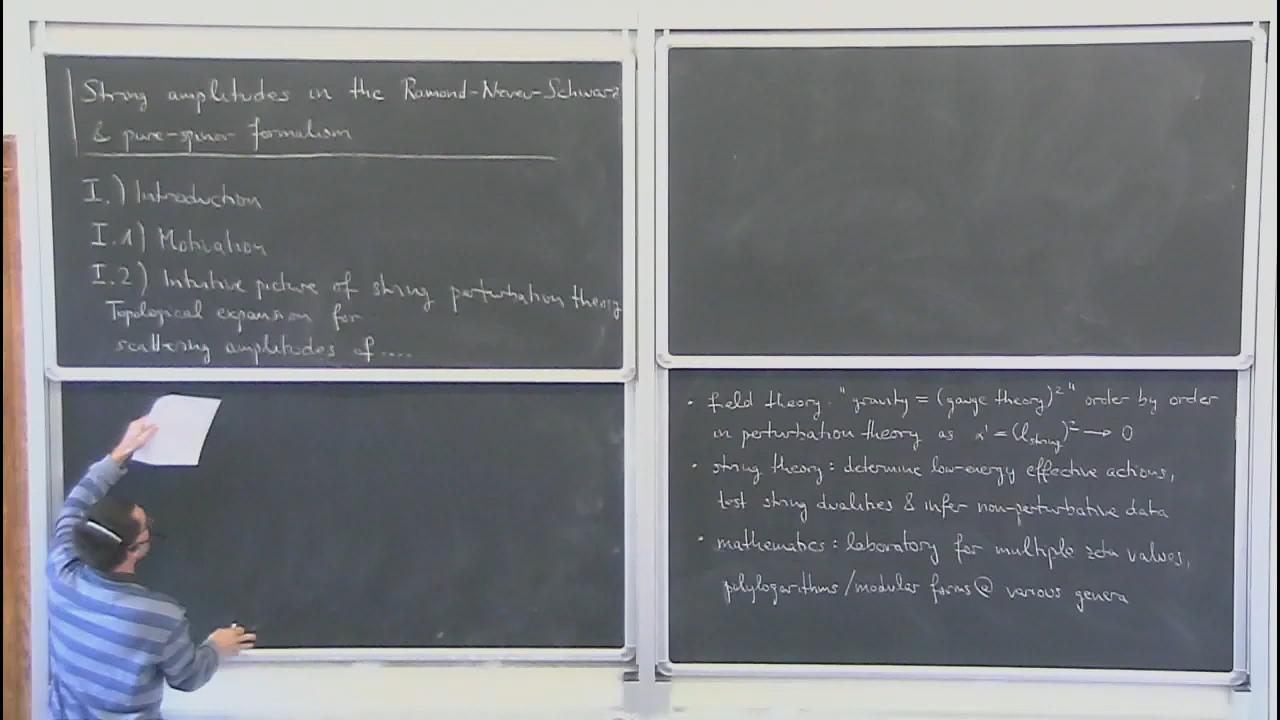 String amplitudes in the Ramond-Neveu-Schwarz
& pure-spinor formalism
I.) Introduction
I.1) Motivation
I.2) Intuitive picture of string perturbation theory
Topological expansion for
scattering amplitudes of ....
• field theory: "gravity = (gauge theory)²" order by order
in perturbation theory as α' = (l_string)² → 0
• string theory: determine low-energy effective actions,
test string dualities & infer non-perturbative data
• mathematics: laboratory for multiple zeta values,
polylogarithms/modular forms @ various genera